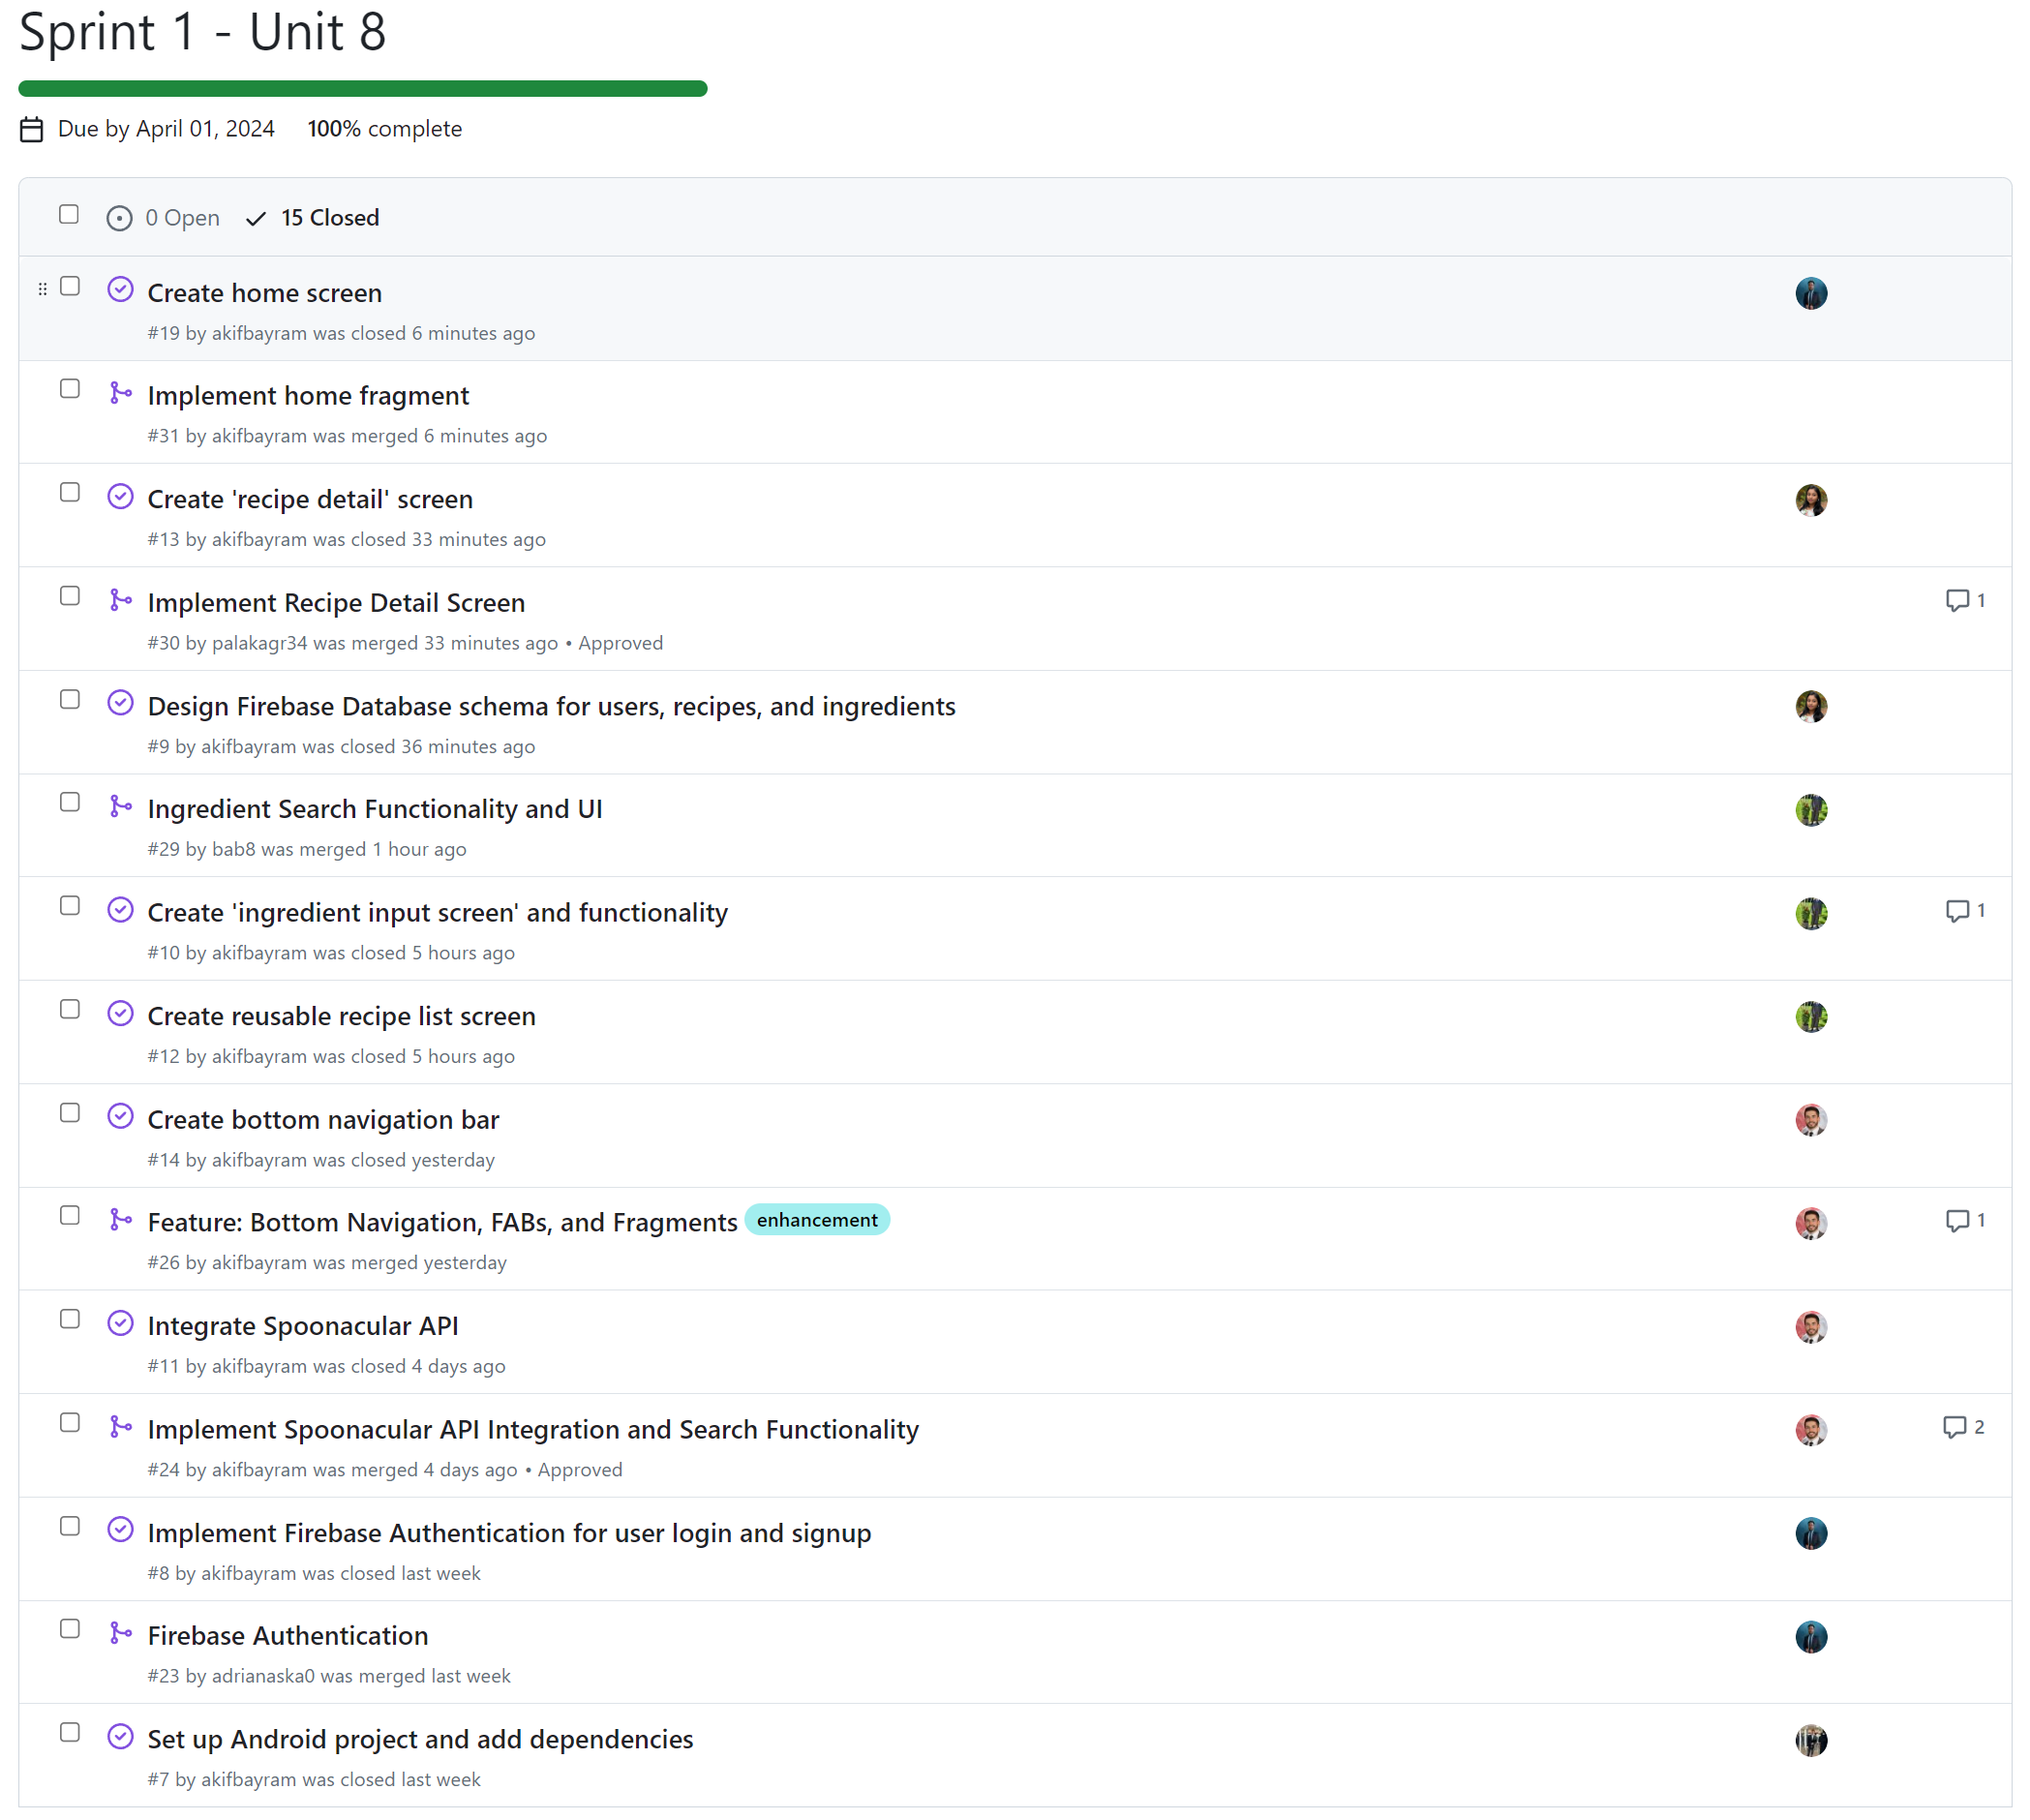 Sprint 1 - Unit 8
Due by April 01, 2024 100% complete
0 Open 15 Closed
Create home screen
#19 by akifbayram was closed 6 minutes ago
Implement home fragment
#31 by akifbayram was merged 6 minutes ago
Create 'recipe detail' screen
#13 by akifbayram was closed 33 minutes ago
Implement Recipe Detail Screen 1
#30 by palakagr34 was merged 33 minutes ago • Approved
Design Firebase Database schema for users, recipes, and ingredients
#9 by akifbayram was closed 36 minutes ago
Ingredient Search Functionality and UI
#29 by bab8 was merged 1 hour ago
Create 'ingredient input screen' and functionality 1
#10 by akifbayram was closed 5 hours ago
Create reusable recipe list screen
#12 by akifbayram was closed 5 hours ago
Create bottom navigation bar
#14 by akifbayram was closed yesterday
Feature: Bottom Navigation, FABs, and Fragments enhancement 1
#26 by akifbayram was merged yesterday
Integrate Spoonacular API
#11 by akifbayram was closed 4 days ago
Implement Spoonacular API Integration and Search Functionality 2
#24 by akifbayram was merged 4 days ago • Approved
Implement Firebase Authentication for user login and signup
#8 by akifbayram was closed last week
Firebase Authentication
#23 by adrianaska0 was merged last week
Set up Android project and add dependencies
#7 by akifbayram was closed last week